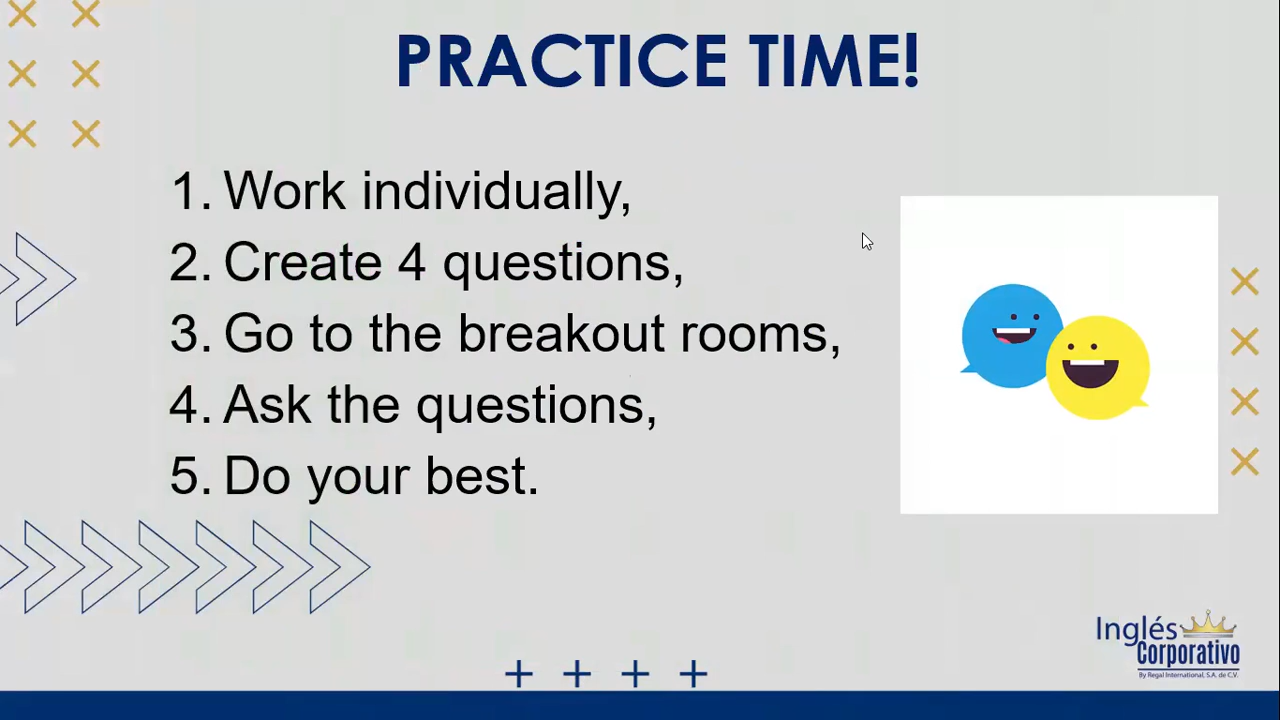 PRACTICE TIME!
1. Work individually,
2. Create 4 questions,
3. Go to the breakout rooms,
4. Ask the questions,
5. Do your best.
Inglés
Corporativo
By Regal International, S.A. de C.V.